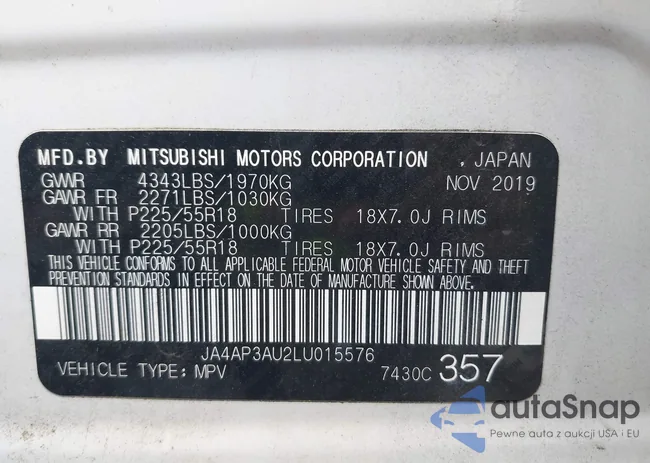 MFD.BY MITSUBISHI MOTORS CORPORATION , JAPAN
GVWR 4343LBS/1970KG NOV 2019
GAWR FR 2271LBS/1030KG
WITH P225/55R18 TIRES 18X7.0J RIMS
GAWR RR 2205LBS/1000KG
WITH P225/55R18 TIRES 18X7.0J RIMS
THIS VEHICLE CONFORMS TO ALL APPLICABLE FEDERAL MOTOR VEHICLE SAFETY AND THEFT
PREVENTION STANDARDS IN EFFECT ON THE DATE OF MANUFACTURE SHOWN ABOVE.
JA4AP3AU2LU015576
VEHICLE TYPE: MPV 7430C 357
autaSnap
Pewne auta z aukcji USA i EU